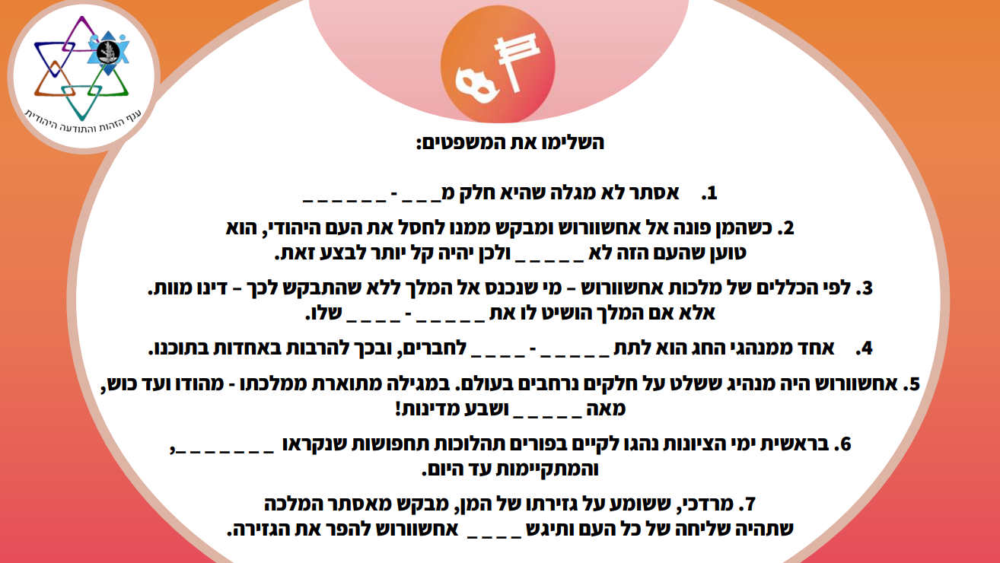 ענף הזהות והתודעה היהודית
השלימו את המשפטים:
1. אסתר לא מגלה שהיא חלק מ_ _ _ - _ _ _ _ _ _
2. כשהמן פונה אל אחשוורוש ומבקש ממנו לחסל את העם היהודי, הוא
טוען שהעם הזה לא _ _ _ _ _ ולכן יהיה קל יותר לבצע זאת.
3. לפי הכללים של מלכות אחשוורוש – מי שנכנס אל המלך ללא שהתבקש לכך – דינו מוות.
אלא אם המלך הושיט לו את _ _ _ _ _ - _ _ _ _ שלו.
4. אחד ממנהגי החג הוא לתת _ _ _ _ _ - _ _ _ _ לחברים, ובכך להרבות באחדות בתוכנו.
5. אחשוורוש היה מנהיג ששלט על חלקים נרחבים בעולם. במגילה מתוארת ממלכתו - מהודו ועד כוש,
מאה _ _ _ _ _ ושבע מדינות!
6. בראשית ימי הציונות נהגו לקיים בפורים תהלוכות תחפושות שנקראו _ _ _ _ _ _ _,
והמתקיימות עד היום.
7. מרדכי, ששומע על גזירתו של המן, מבקש מאסתר המלכה
שתהיה שליחה של כל העם ותיגש _ _ _ _ אחשוורוש להפר את הגזירה.